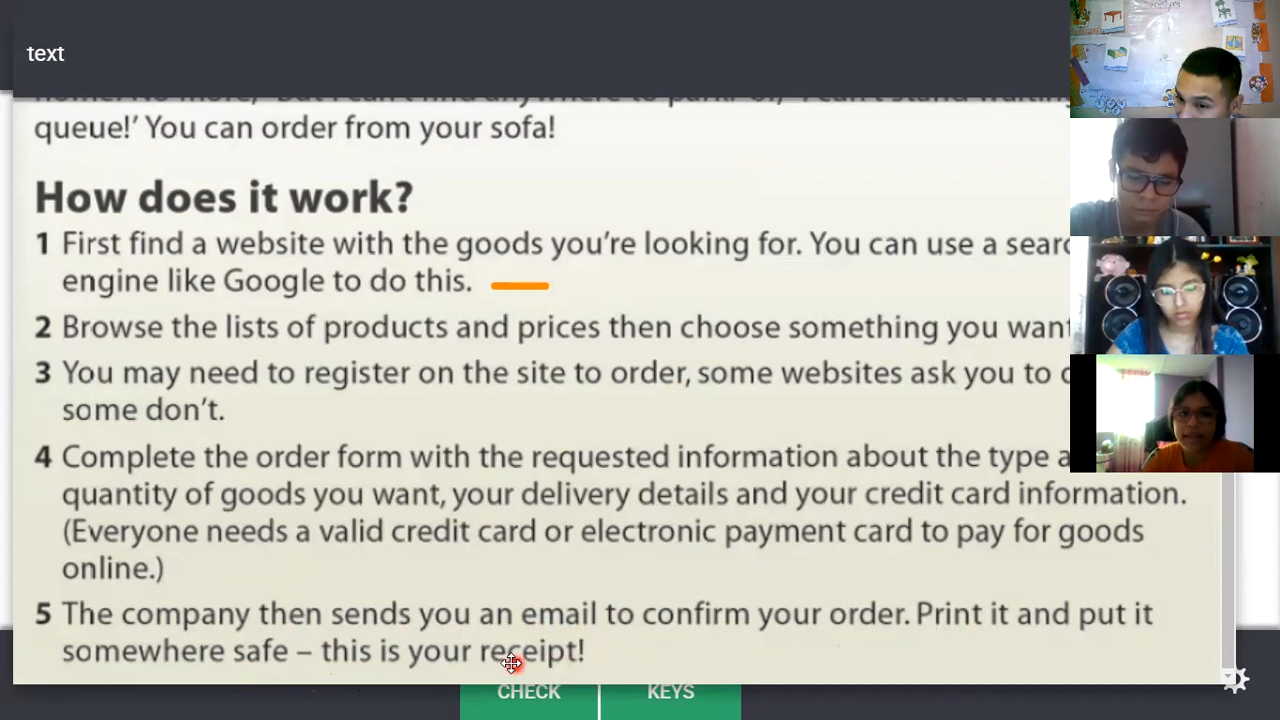 text
queue!’ You can order from your sofa!
How does it work?
1 First find a website with the goods you’re looking for. You can use a
engine like Google to do this.
2 Browse the lists of products and prices then choose something you
3 You may need to register on the site to order, some websites ask you to
some don’t.
4 Complete the order form with the requested information about the type
quantity of goods you want, your delivery details and your credit card information.
(Everyone needs a valid credit card or electronic payment card to pay for goods
online.)
5 The company then sends you an email to confirm your order. Print it and put it
somewhere safe – this is your receipt!
CHECK KEYS